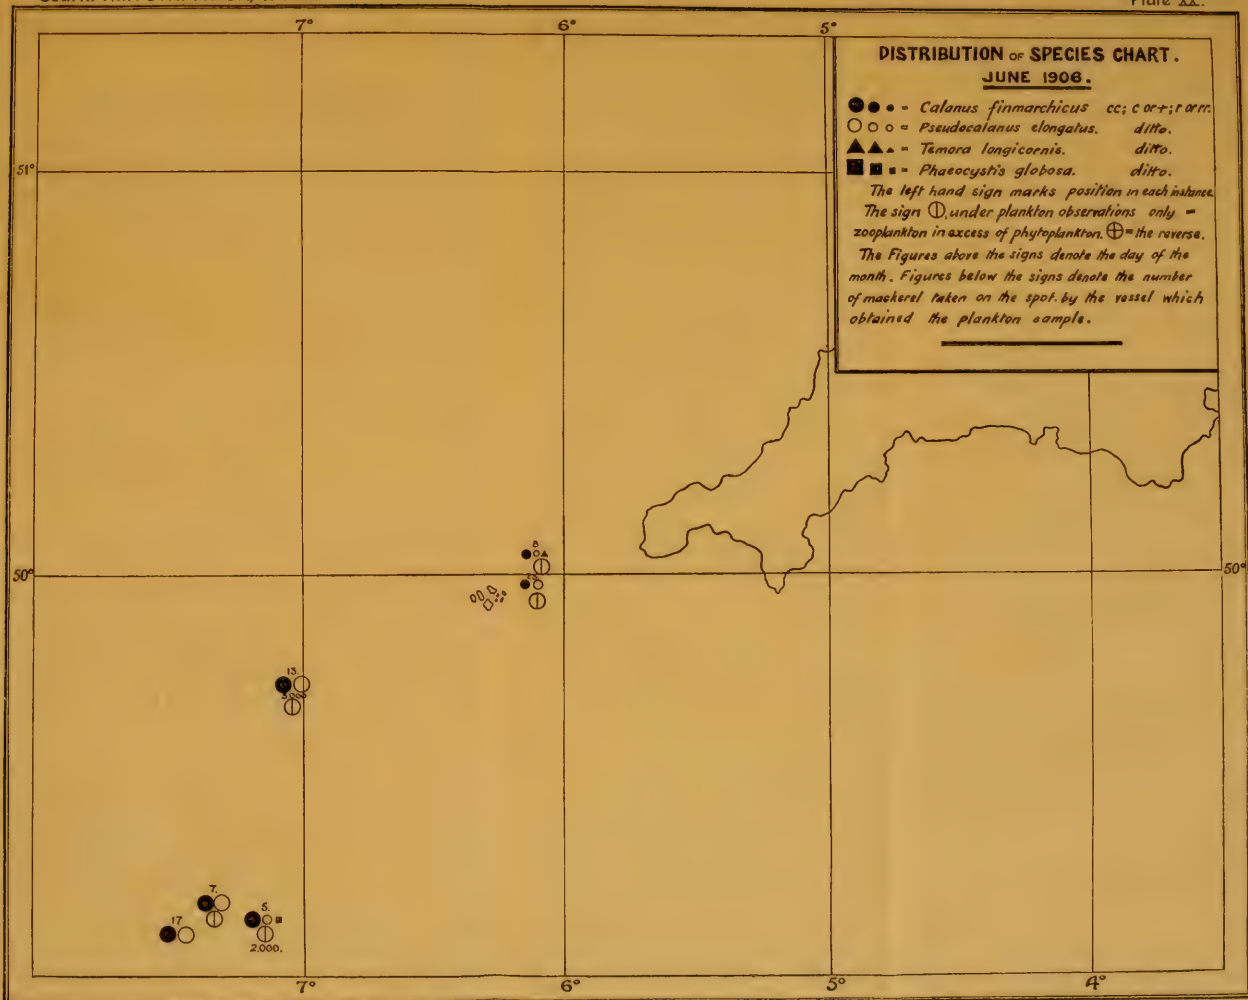 Plate XX.
7° 6° 5°
DISTRIBUTION OF SPECIES CHART.
JUNE 1906.
= Calanus finmarchicus cc; c or +; r or rr.
= Pseudocalanus elongatus. ditto.
= Temora longicornis. ditto.
= Phaeocystis globosa. ditto.
The left hand sign marks position in each instance
The sign ⦶, under plankton observations only =
zooplankton in excess of phytoplankton. ⊕ = the reverse.
The Figures above the signs denote the day of the
month. Figures below the signs denote the number
of mackerel taken on the spot. by the vessel which
obtained the plankton sample.
51°
8
50° 50°
13.
7.
17 5.
2.000.
7° 6° 5° 4°